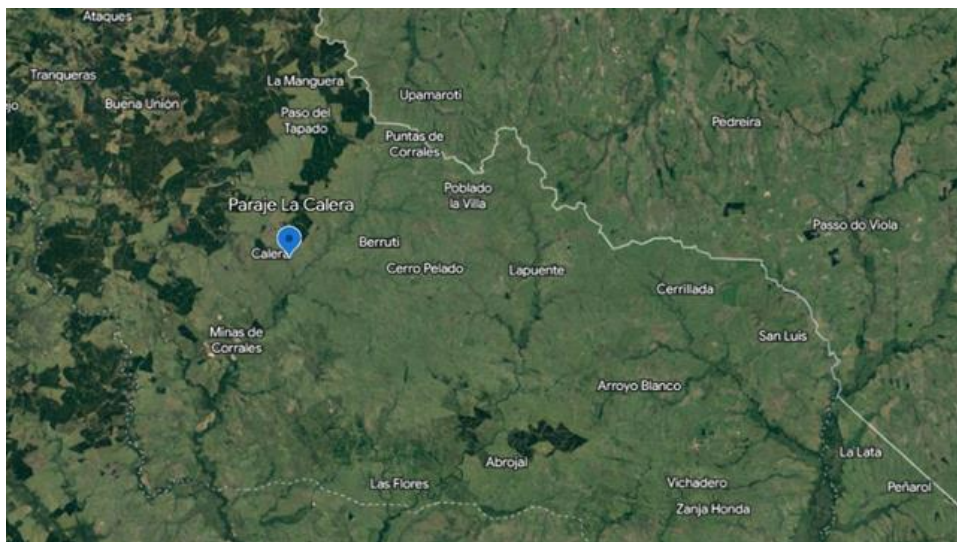 Ataques
Tranqueras
La Manguera
Buena Unión
Upamaroti
Paso del
Tapado
Pedreira
Puntas de
Corrales
Poblado
la Villa
Paraje La Calera
Passo do Viola
Calera
Berruti
Cerro Pelado
Lapuente
Cerrillada
Minas de
Corrales
San Luis
Arroyo Blanco
La Lata
Abrojal
Las Flores
Vichadero
Peñarol
Zanja Honda